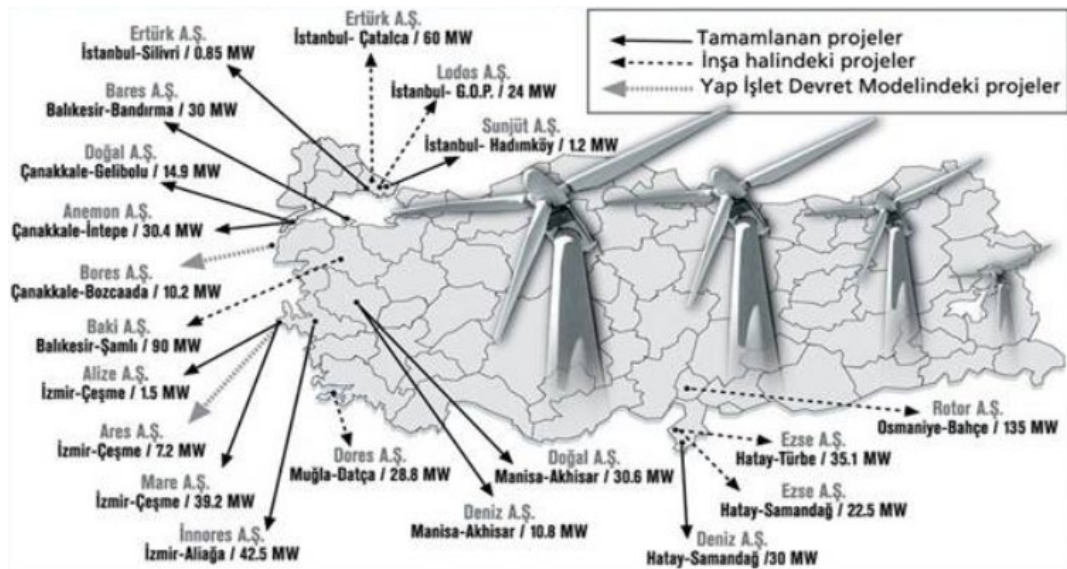 Ertürk A.Ş.
İstanbul-Silivri / 0.85 MW
Bares A.Ş.
Balıkesir-Bandırma / 30 MW
Doğal A.Ş.
Çanakkale-Gelibolu / 14.9 MW
Anemon A.Ş.
Çanakkale-İntepe / 30.4 MW
Bores A.Ş.
Çanakkale-Bozcaada / 10.2 MW
Baki A.Ş.
Balıkesir-Şamlı / 90 MW
Alize A.Ş.
İzmir-Çeşme / 1.5 MW
Ares A.Ş.
İzmir-Çeşme / 7.2 MW
Mare A.Ş.
İzmir-Çeşme / 39.2 MW
İnnores A.Ş.
İzmir-Aliağa / 42.5 MW
Ertürk A.Ş.
İstanbul- Çatalca / 60 MW
Lodos A.Ş.
İstanbul- G.O.P. / 24 MW
Sunjüt A.Ş.
İstanbul- Hadımköy / 1.2 MW
Tamamlanan projeler
İnşa halindeki projeler
Yap İşlet Devret Modelindeki projeler
Dores A.Ş.
Muğla-Datça / 28.8 MW
Doğal A.Ş.
Manisa-Akhisar / 30.6 MW
Deniz A.Ş.
Manisa-Akhisar / 10.8 MW
Rotor A.Ş.
Osmaniye-Bahçe / 135 MW
Ezse A.Ş.
Hatay-Türbe / 35.1 MW
Ezse A.Ş.
Hatay-Samandağ / 22.5 MW
Deniz A.Ş.
Hatay-Samandağ /30 MW